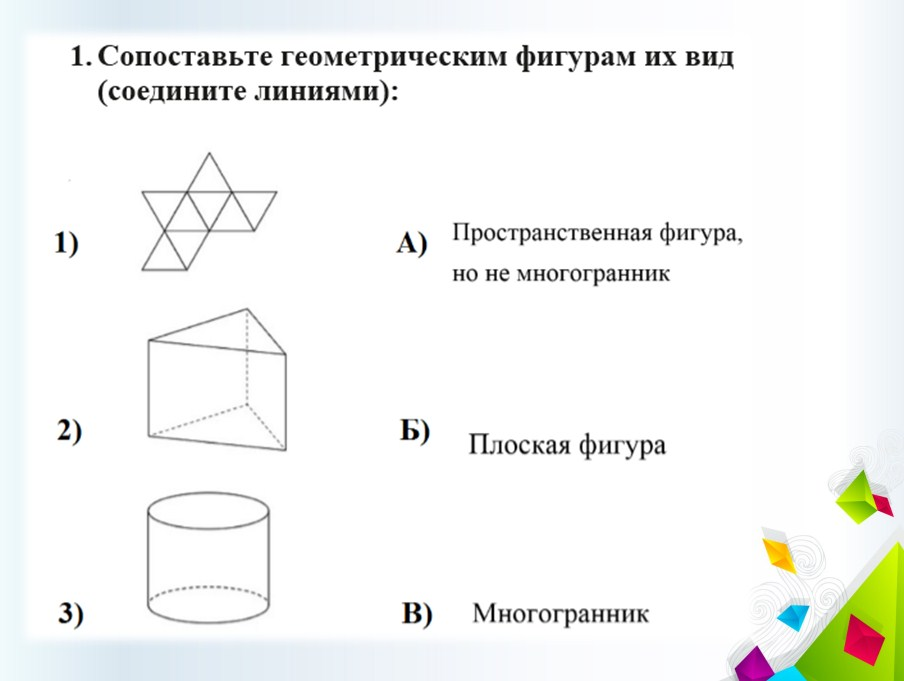 1. Сопоставьте геометрическим фигурам их вид
(соедините линиями):
1)
А) Пространственная фигура,
но не многогранник
2)
Б) Плоская фигура
3)
В) Многогранник